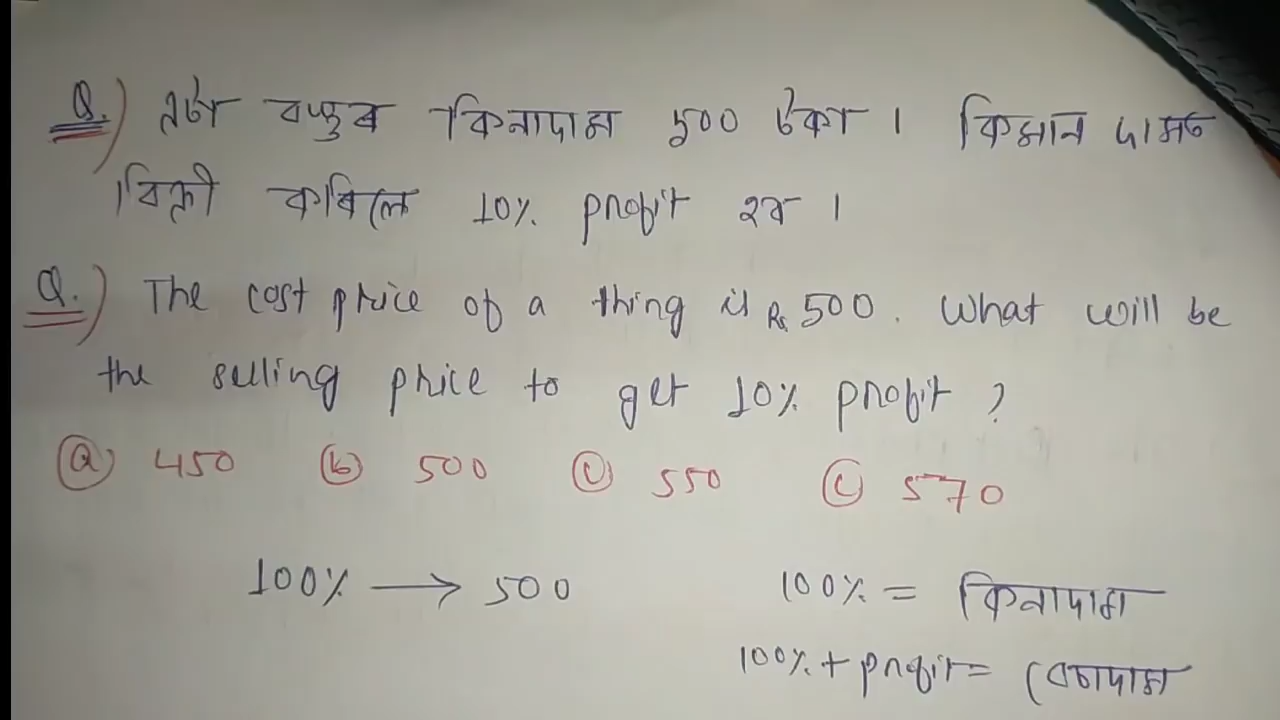 Q.) এটা বস্তুৰ কিনাদাম 500 টকা । কিমান দামত
বিক্ৰী কৰিলে 10% profit হব ।
Q.) The cost price of a thing is Rs 500. What will be
the selling price to get 10% profit ?
(a) 450 (b) 500 (c) 550 (c) 570
100% → 500
100% = কিনাদাম
100% + profit = বেচাদাম